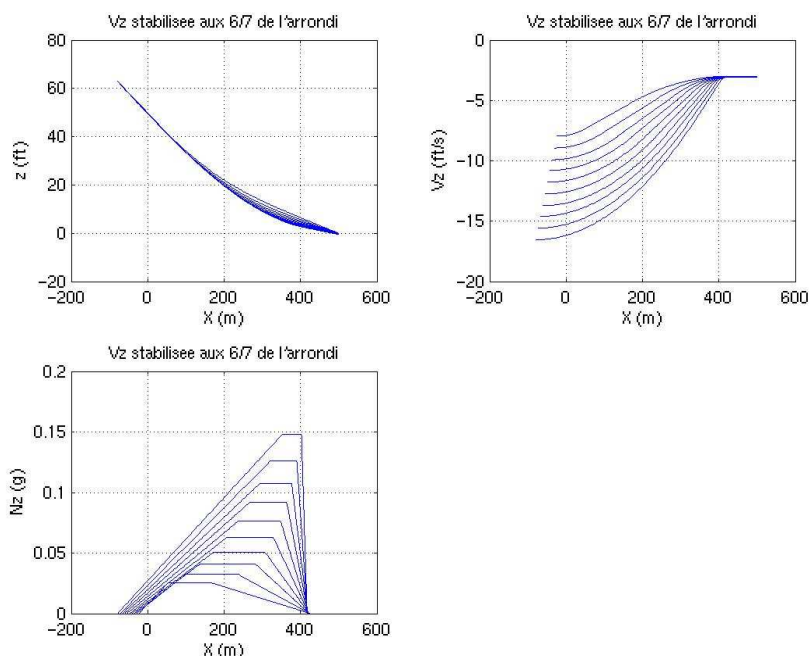 Vz stabilisee aux 6/7 de l'arrondi
80
60
40
20
0
-20
z (ft)
-200 0 200 400 600
X (m)
Vz stabilisee aux 6/7 de l'arrondi
0
-5
-10
-15
-20
Vz (ft/s)
-200 0 200 400 600
X (m)
Vz stabilisee aux 6/7 de l'arrondi
0.2
0.15
0.1
0.05
0
Nz (g)
-200 0 200 400 600
X (m)